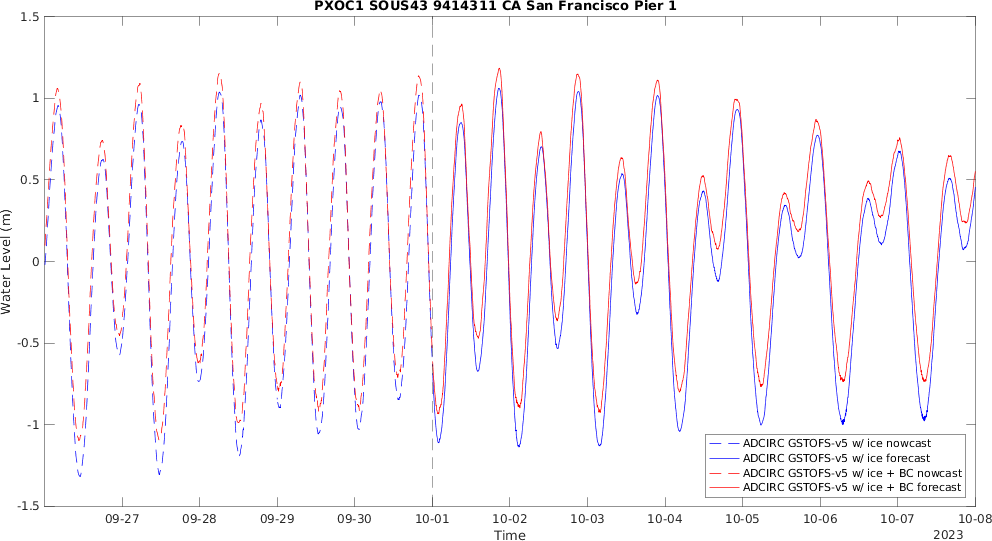 PXOC1 SOUS43 9414311 CA San Francisco Pier 1
1.5
1
0.5
0
-0.5
-1
-1.5
Water Level (m)
09-27 09-28 09-29 09-30 10-01 10-02 10-03 10-04 10-05 10-06 10-07 10-08
Time
2023
ADCIRC GSTOFS-v5 w/ ice nowcast
ADCIRC GSTOFS-v5 w/ ice forecast
ADCIRC GSTOFS-v5 w/ ice + BC nowcast
ADCIRC GSTOFS-v5 w/ ice + BC forecast